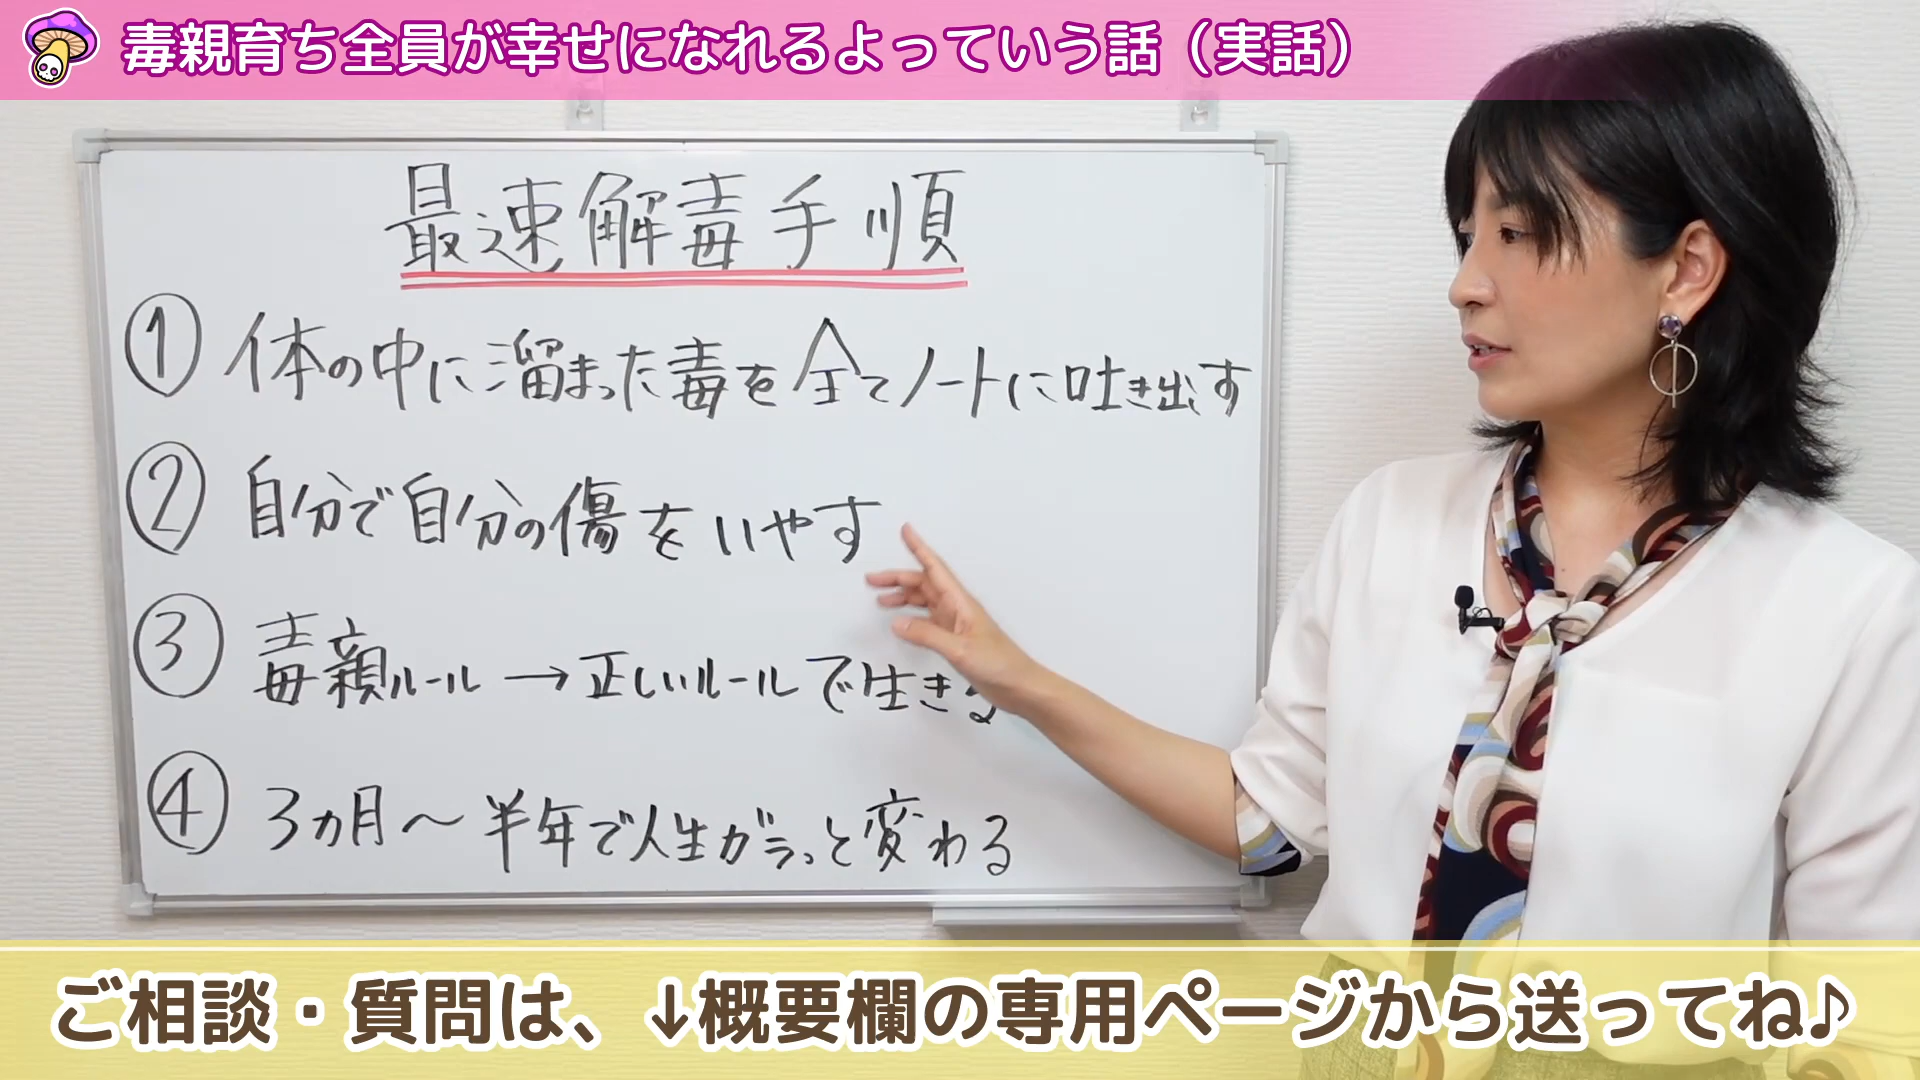 毒親育ち全員が幸せになれるよっていう話（実話）
最速解毒手順
① 体の中に溜まった毒を全てノートに吐き出す
② 自分で自分の傷をいやす
③ 毒親ルール→正しいルールで生きる
④ 3ヵ月～半年で人生がラっと変わる
ご相談・質問は、↓概要欄の専用ページから送ってね♪